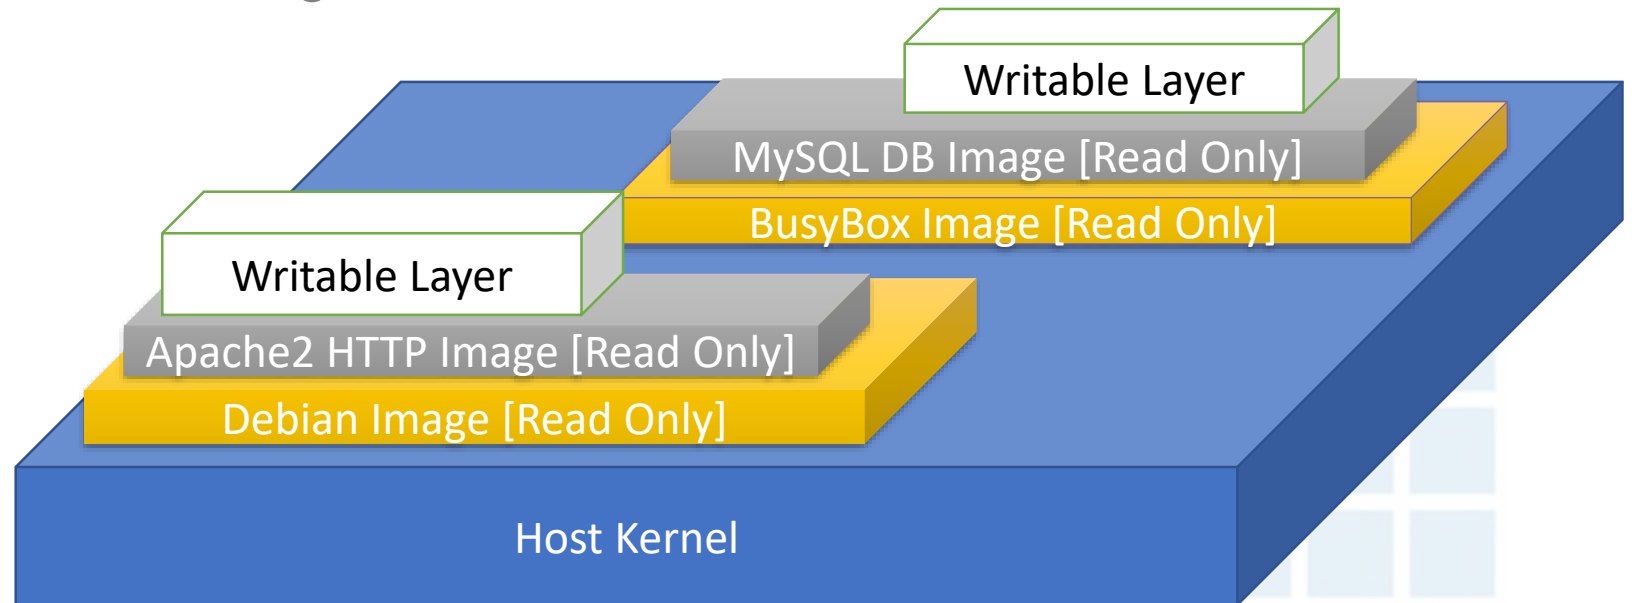 Writable Layer
MySQL DB Image [Read Only]
BusyBox Image [Read Only]
Writable Layer
Apache2 HTTP Image [Read Only]
Debian Image [Read Only]
Host Kernel